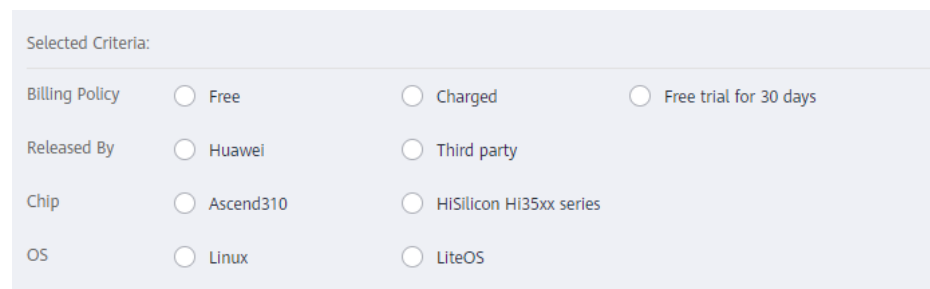 Selected Criteria:
Billing Policy Free Charged Free trial for 30 days
Released By Huawei Third party
Chip Ascend310 HiSilicon Hi35xx series
OS Linux LiteOS